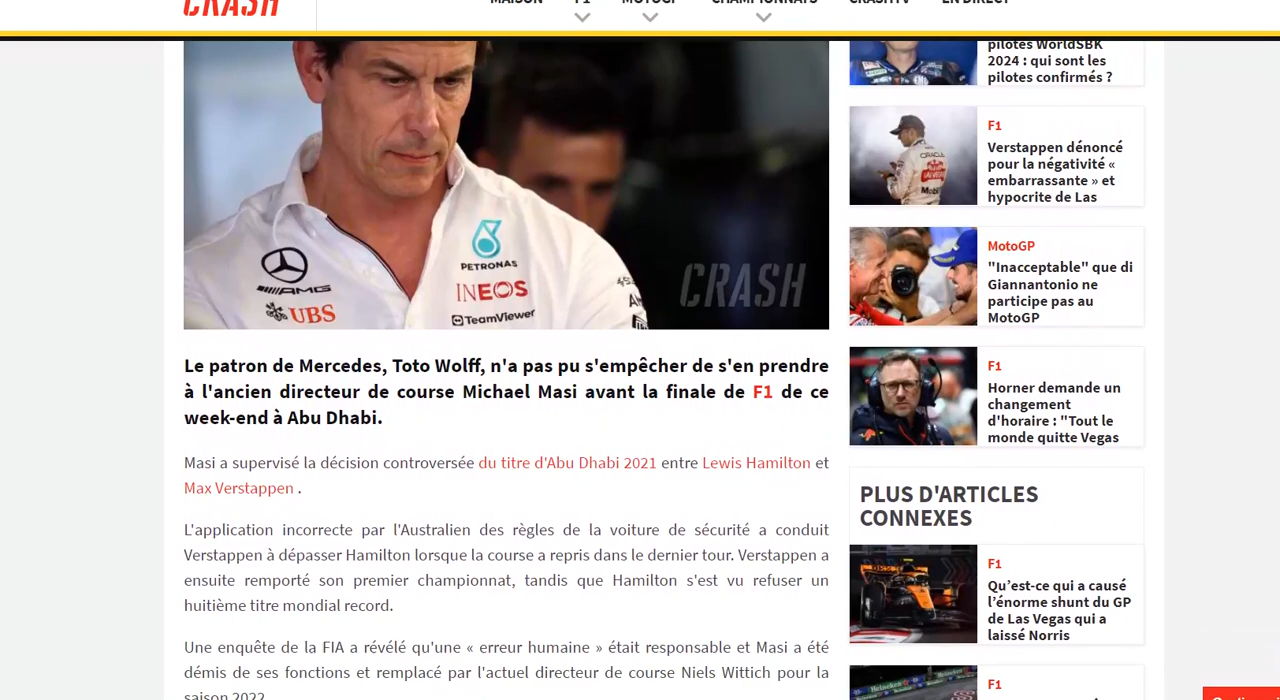 CRASH
MAISON F1 MOTOGP CHAMPIONNATS CRASHTV EN DIRECT
PETRONAS
AMG
INEOS
UBS
TeamViewer
CRASH
Le patron de Mercedes, Toto Wolff, n'a pas pu s'empêcher de s'en prendre
à l'ancien directeur de course Michael Masi avant la finale de F1 de ce
week-end à Abu Dhabi.
Masi a supervisé la décision controversée du titre d'Abu Dhabi 2021 entre Lewis Hamilton et
Max Verstappen .
L'application incorrecte par l'Australien des règles de la voiture de sécurité a conduit
Verstappen à dépasser Hamilton lorsque la course a repris dans le dernier tour. Verstappen a
ensuite remporté son premier championnat, tandis que Hamilton s'est vu refuser un
huitième titre mondial record.
Une enquête de la FIA a révélé qu'une « erreur humaine » était responsable et Masi a été
démis de ses fonctions et remplacé par l'actuel directeur de course Niels Wittich pour la
saison 2022.
pilotes WorldSBK
2024 : qui sont les
pilotes confirmés ?
F1
Verstappen dénoncé
pour la négativité «
embarrassante » et
hypocrite de Las
MotoGP
"Inacceptable" que di
Giannantonio ne
participe pas au
MotoGP
F1
Horner demande un
changement
d'horaire : "Tout le
monde quitte Vegas
PLUS D'ARTICLES
CONNEXES
F1
Qu’est-ce qui a causé
l’énorme shunt du GP
de Las Vegas qui a
laissé Norris
F1